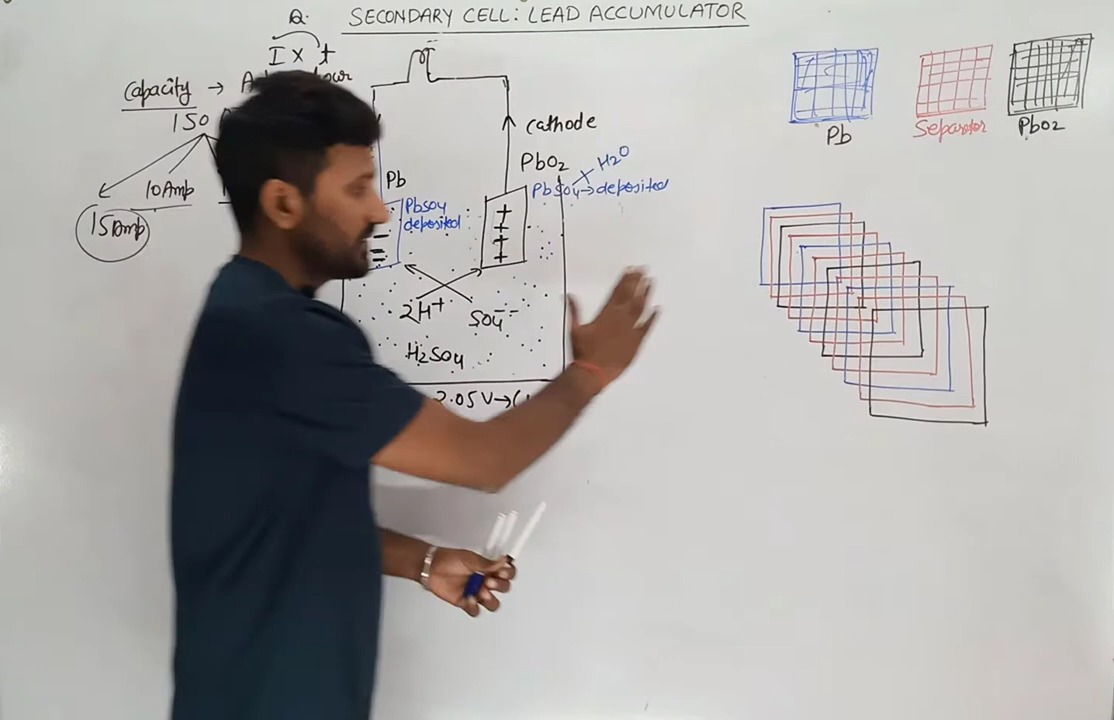 SECONDARY CELL: LEAD ACCUMULATOR
Q.
I x t
Capacity →
150
10Amp
15Amp
cathode
Pb
PbO2
H2O
PbSO4→deposited
PbSO4
deposited
+
+
+
+
2H+
SO4--
H2SO4
2.05V→
Pb
Separator
PbO2